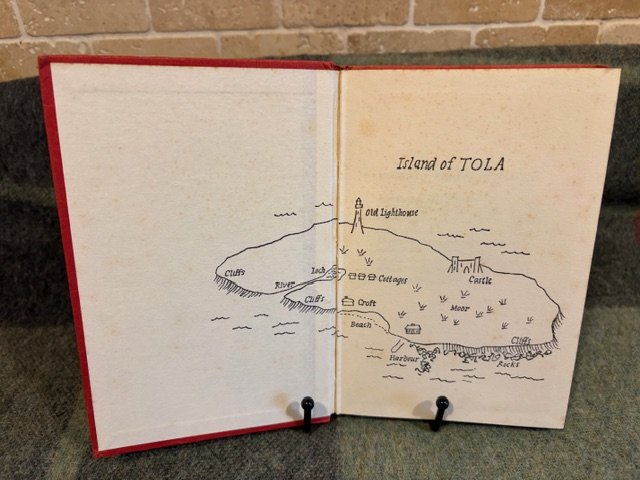 Island of TOLA
Old Lighthouse
Cliffs
Loch
River
Cottages
Castle
Cliffs
Croft
Moor
Beach
Harbour
Cliffs
Rocks